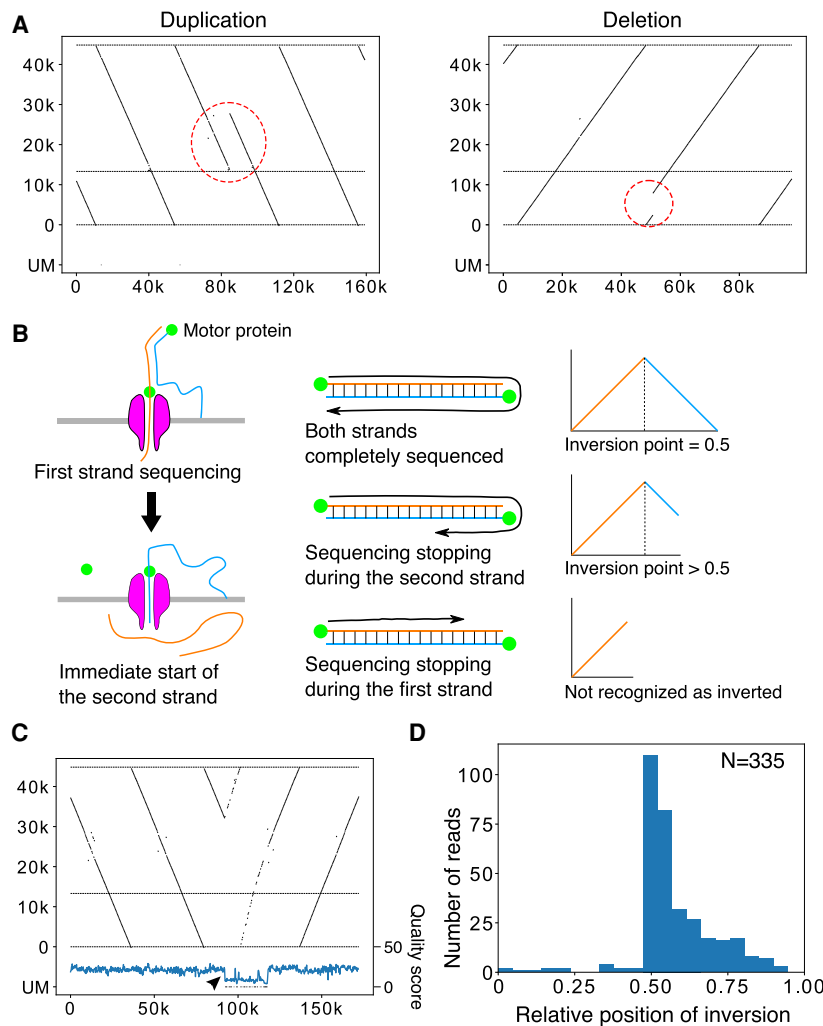 A
Duplication
Deletion
40k
30k
20k
10k
0
UM
0
40k
80k
120k
160k
40k
30k
20k
10k
0
UM
0
20k
40k
60k
80k
B
Motor protein
First strand sequencing
Immediate start of
the second strand
Both strands
completely sequenced
Sequencing stopping
during the second strand
Sequencing stopping
during the first strand
Inversion point = 0.5
Inversion point > 0.5
Not recognized as inverted
C
40k
30k
20k
10k
0
UM
0
50k
100k
150k
50
0
Quality score
D
N=335
100
75
50
25
0
Number of reads
0
0.25
0.50
0.75
1.00
Relative position of inversion